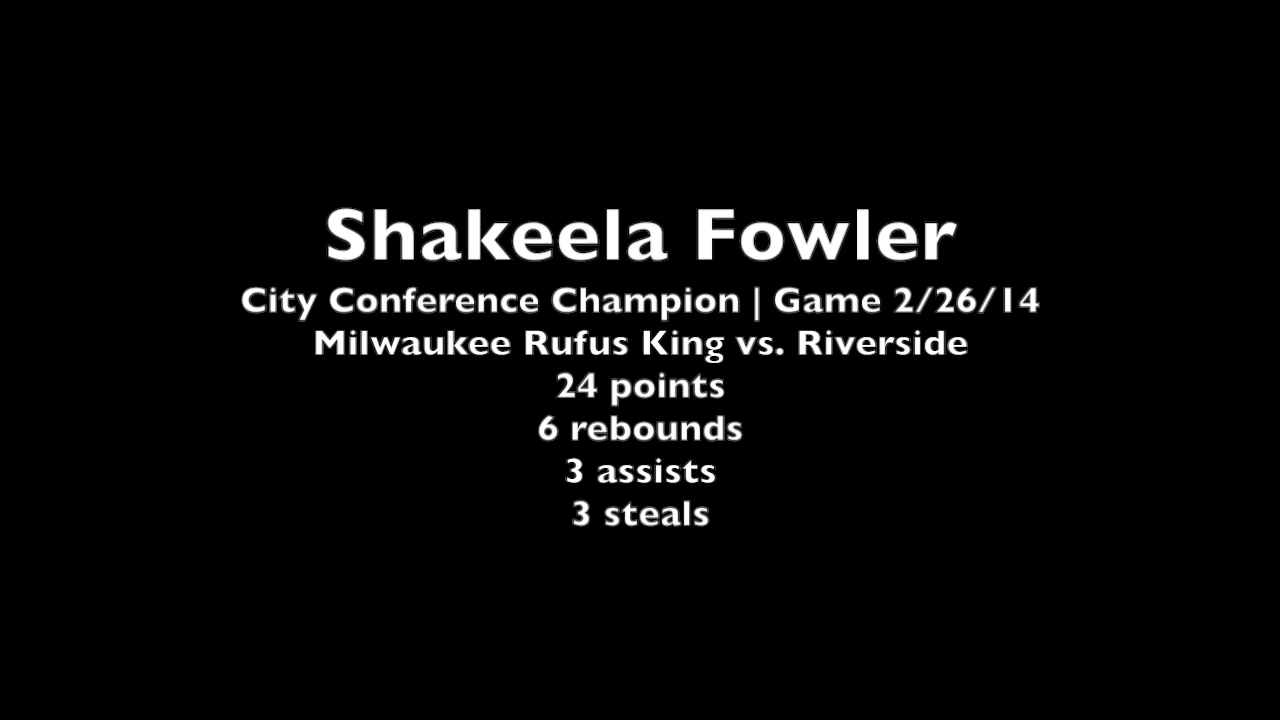 Shakeela Fowler
City Conference Champion | Game 2/26/14
Milwaukee Rufus King vs. Riverside
24 points
6 rebounds
3 assists
3 steals